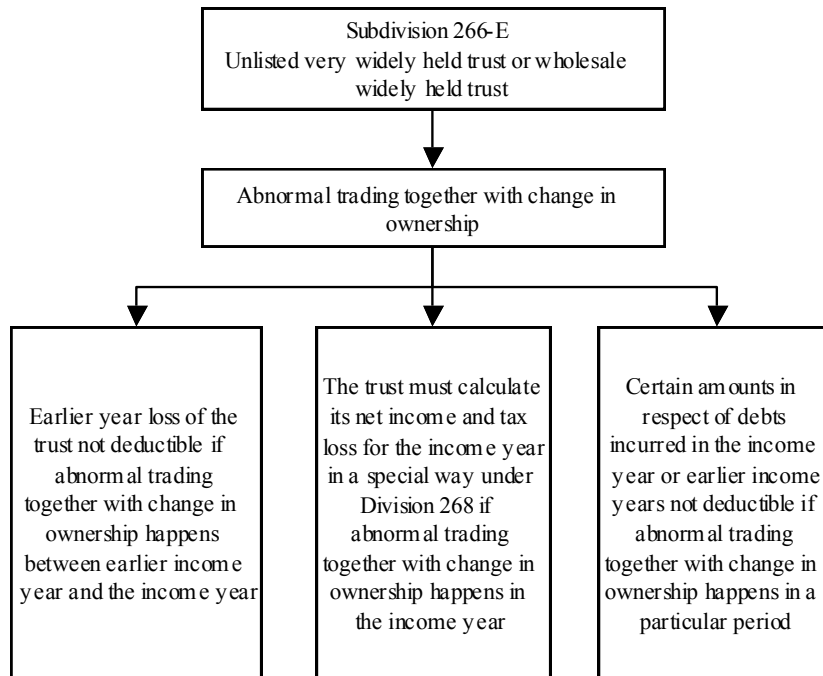 Subdivision 266-E
Unlisted very widely held trust or wholesale
widely held trust
Abnormal trading together with change in
ownership
Earlier year loss of the
trust not deductible if
abnormal trading
together with change in
ownership happens
between earlier income
year and the income year
The trust must calculate
its net income and tax
loss for the income year
in a special way under
Division 268 if
abnormal trading
together with change in
ownership happens in
the income year
Certain amounts in
respect of debts
incurred in the income
year or earlier income
years not deductible if
abnormal trading
together with change in
ownership happens in a
particular period